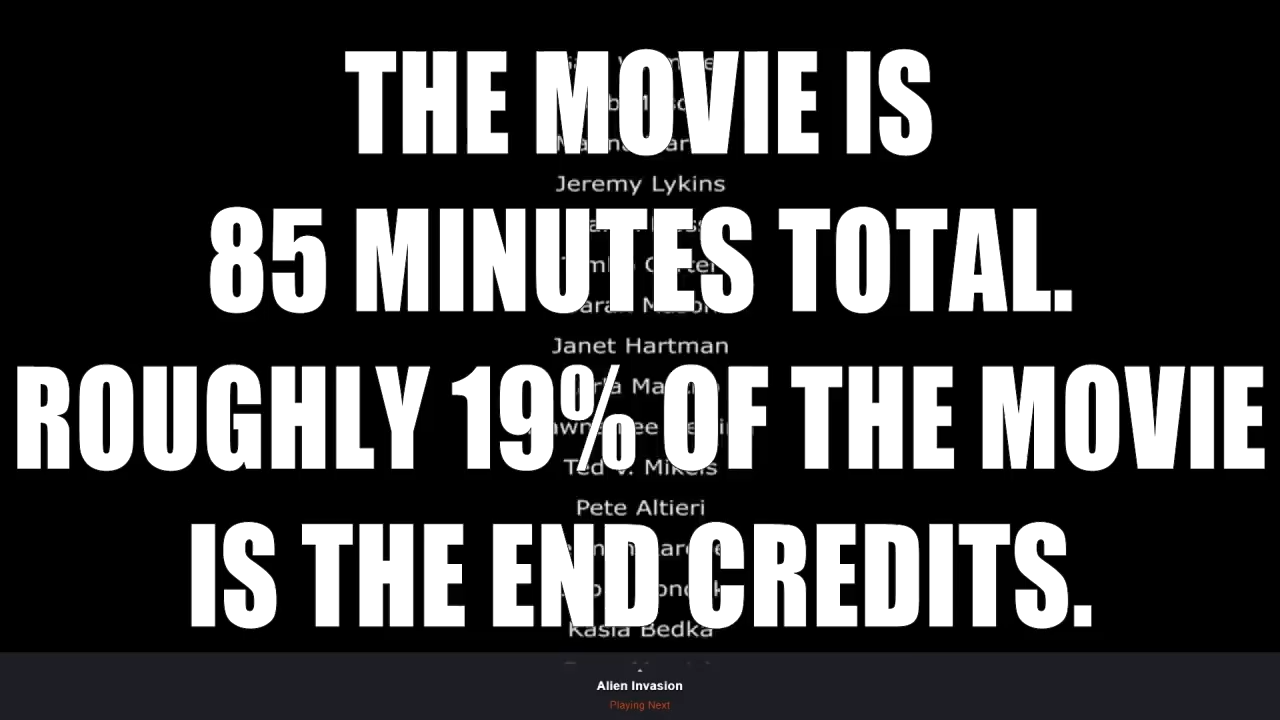 THE MOVIE IS
Jeremy Lykins
85 MINUTES TOTAL.
Janet Hartman
ROUGHLY 19% OF THE MOVIE
Ted V. Mikels
Pete Altieri
IS THE END CREDITS.
Kasia Bedka
Alien Invasion
Playing Next